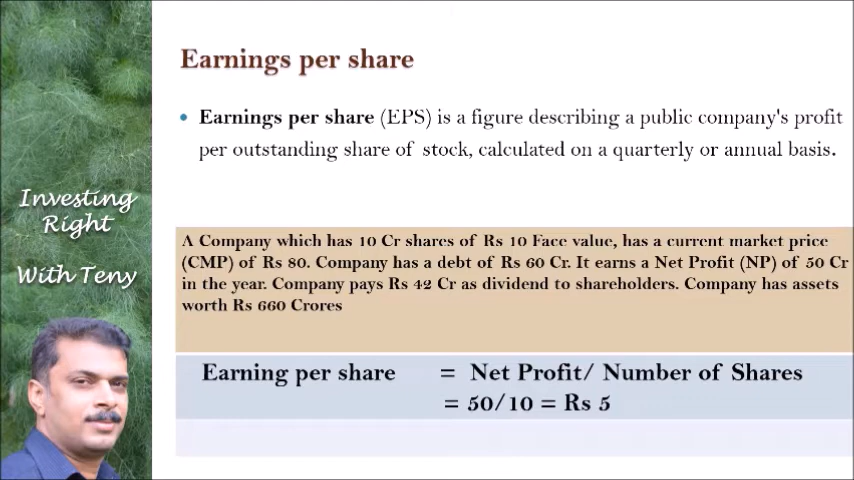 Earnings per share
• Earnings per share (EPS) is a figure describing a public company's profit
per outstanding share of stock, calculated on a quarterly or annual basis.
Investing
Right
With Teny
A Company which has 10 Cr shares of Rs 10 Face value, has a current market price
(CMP) of Rs 80. Company has a debt of Rs 60 Cr. It earns a Net Profit (NP) of 50 Cr
in the year. Company pays Rs 42 Cr as dividend to shareholders. Company has assets
worth Rs 660 Crores
Earning per share = Net Profit/ Number of Shares
= 50/10 = Rs 5